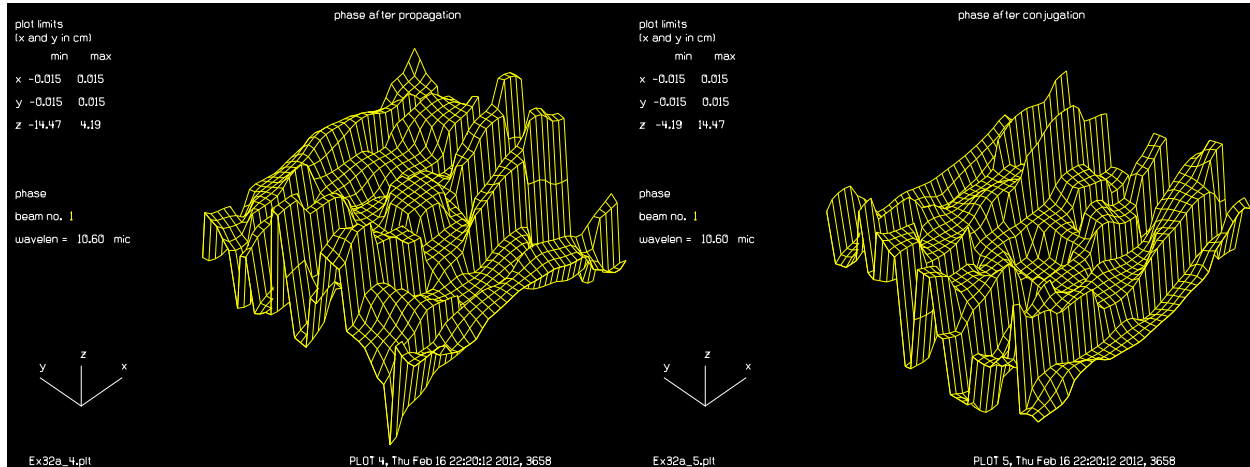 phase after propagation
plot limits
(x and y in cm)
min max
x -0.015 0.015
y -0.015 0.015
z -14.47 4.19
phase
beam no. 1
wavelen = 10.60 mic
y z x
Ex32a_4.plt
PLOT 4, Thu Feb 16 22:20:12 2012, 3658
phase after conjugation
plot limits
(x and y in cm)
min max
x -0.015 0.015
y -0.015 0.015
z -4.19 14.47
phase
beam no. 1
wavelen = 10.60 mic
y z x
Ex32a_5.plt
PLOT 5, Thu Feb 16 22:20:12 2012, 3658